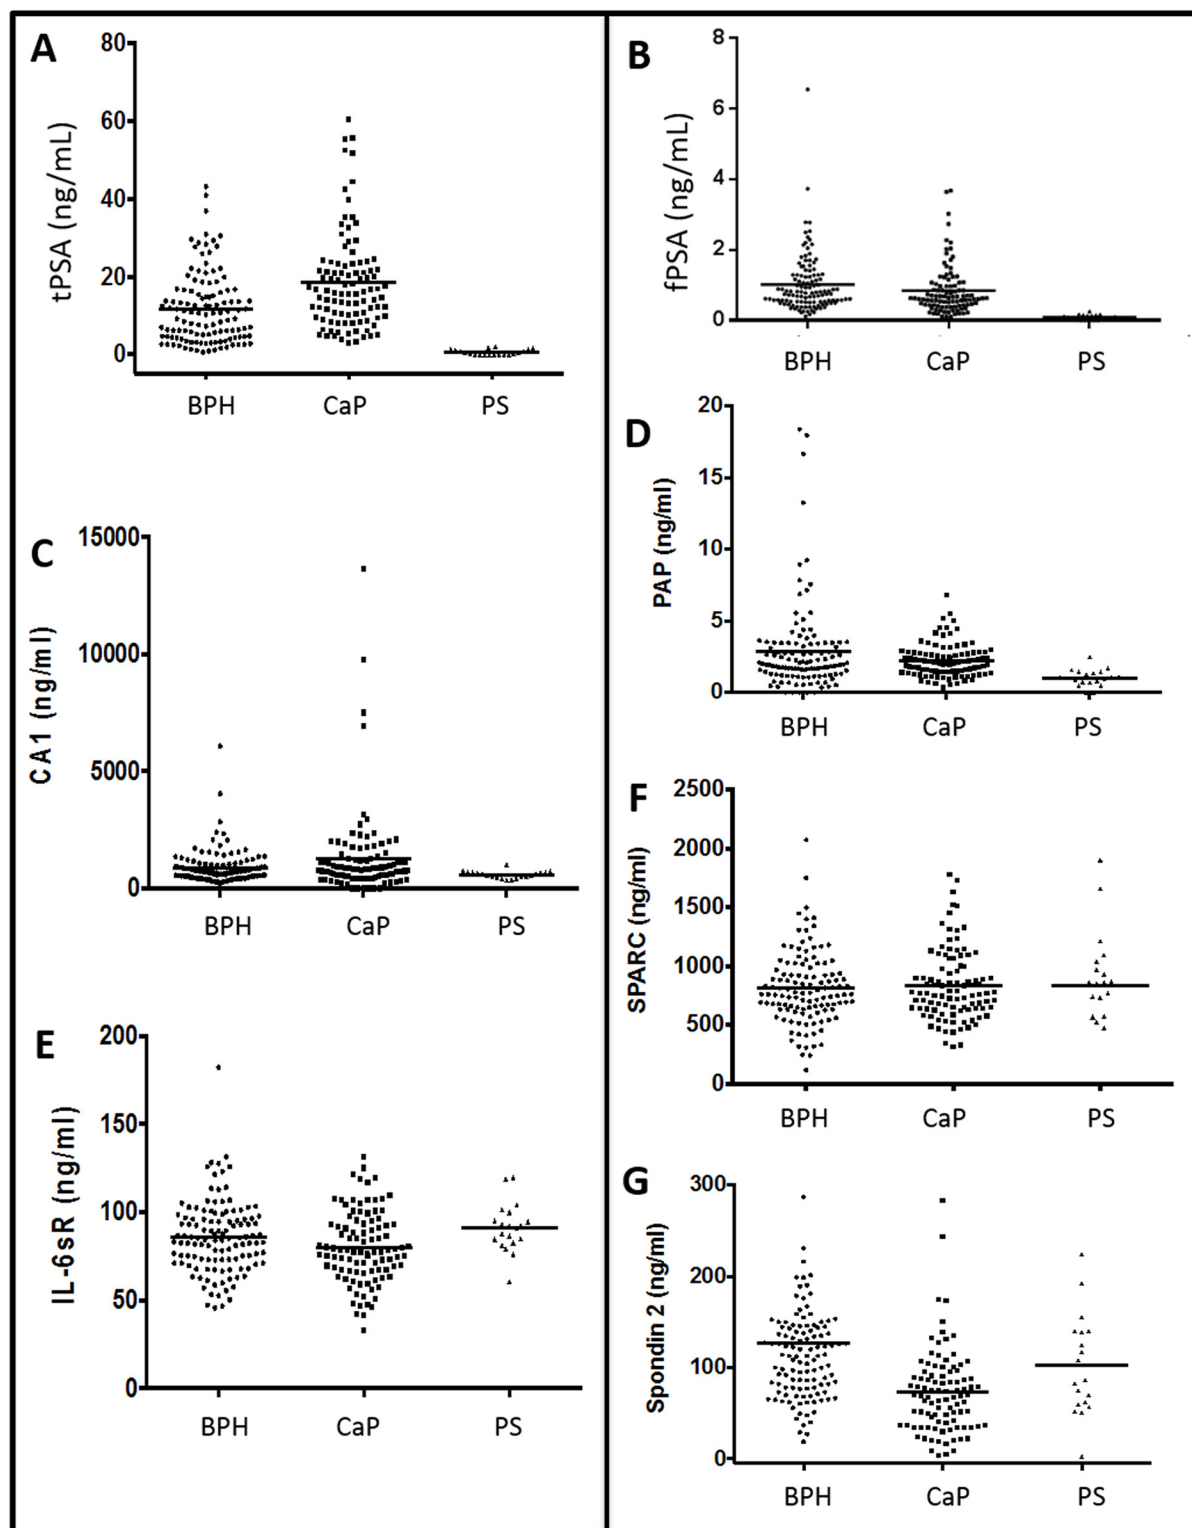 A
tPSA (ng/mL)
80
60
40
20
0
BPH CaP PS
B
fPSA (ng/mL)
8
6
4
2
0
BPH CaP PS
C
CA1 (ng/ml)
15000
10000
5000
0
BPH CaP PS
D
PAP (ng/ml)
20
15
10
5
0
BPH CaP PS
E
IL-6sR (ng/ml)
200
150
100
50
0
BPH CaP PS
F
SPARC (ng/ml)
2500
2000
1500
1000
500
0
BPH CaP PS
G
Spondin 2 (ng/ml)
300
200
100
0
BPH CaP PS